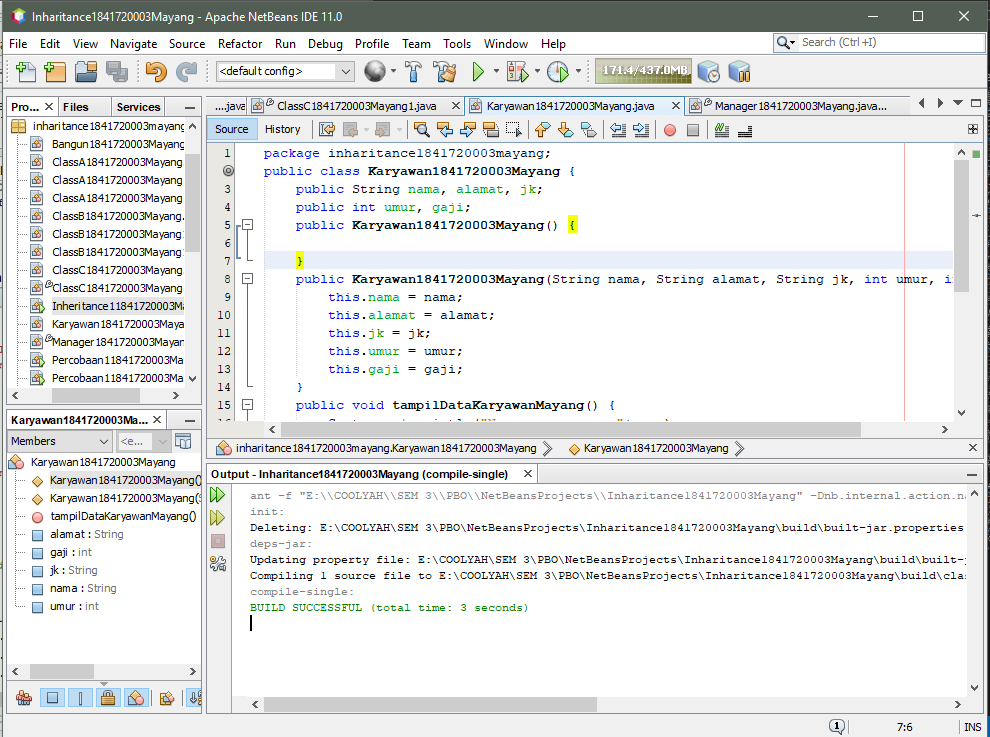 Inharitance1841720003Mayang - Apache NetBeans IDE 11.0
File Edit View Navigate Source Refactor Run Debug Profile Team Tools Window Help
Search (Ctrl+I)
<default config>
171.4/437.0MB
Pro... Files Services
inharitance1841720003mayang
Bangun1841720003Mayang
ClassA1841720003Mayang
ClassA1841720003Mayang
ClassA1841720003Mayang
ClassB1841720003Mayang.
ClassB1841720003Mayang
ClassB1841720003Mayang
ClassC1841720003Mayang.
ClassC1841720003Mayang
Inheritance11841720003Ma
Karyawan1841720003Maya
Manager1841720003Mayan
Percobaan11841720003Ma
Percobaan11841720003Ma
....java ClassC1841720003Mayang1.java Karyawan1841720003Mayang.java Manager1841720003Mayang.java...
Source History
1 package inharitance1841720003mayang;
public class Karyawan1841720003Mayang {
3 public String nama, alamat, jk;
4 public int umur, gaji;
5 public Karyawan1841720003Mayang() {
6
7 }
8 public Karyawan1841720003Mayang(String nama, String alamat, String jk, int umur, i
9 this.nama = nama;
10 this.alamat = alamat;
11 this.jk = jk;
12 this.umur = umur;
13 this.gaji = gaji;
14 }
15 public void tampilDataKaryawanMayang() {
inharitance1841720003mayang.Karyawan1841720003Mayang Karyawan1841720003Mayang
Karyawan1841720003Ma...
Members <e...
Karyawan1841720003Mayang
Karyawan1841720003Mayang()
Karyawan1841720003Mayang(S
tampilDataKaryawanMayang()
alamat : String
gaji : int
jk : String
nama : String
umur : int
Output - Inharitance1841720003Mayang (compile-single)
ant -f "E:\\COOLYAH\\SEM 3\\PBO\\NetBeansProjects\\Inharitance1841720003Mayang" -Dnb.internal.action.na
init:
Deleting: E:\COOLYAH\SEM 3\PBO\NetBeansProjects\Inharitance1841720003Mayang\build\built-jar.properties
deps-jar:
Updating property file: E:\COOLYAH\SEM 3\PBO\NetBeansProjects\Inharitance1841720003Mayang\build\built-j
Compiling 1 source file to E:\COOLYAH\SEM 3\PBO\NetBeansProjects\Inharitance1841720003Mayang\build\clas
compile-single:
BUILD SUCCESSFUL (total time: 3 seconds)
1 7:6 INS